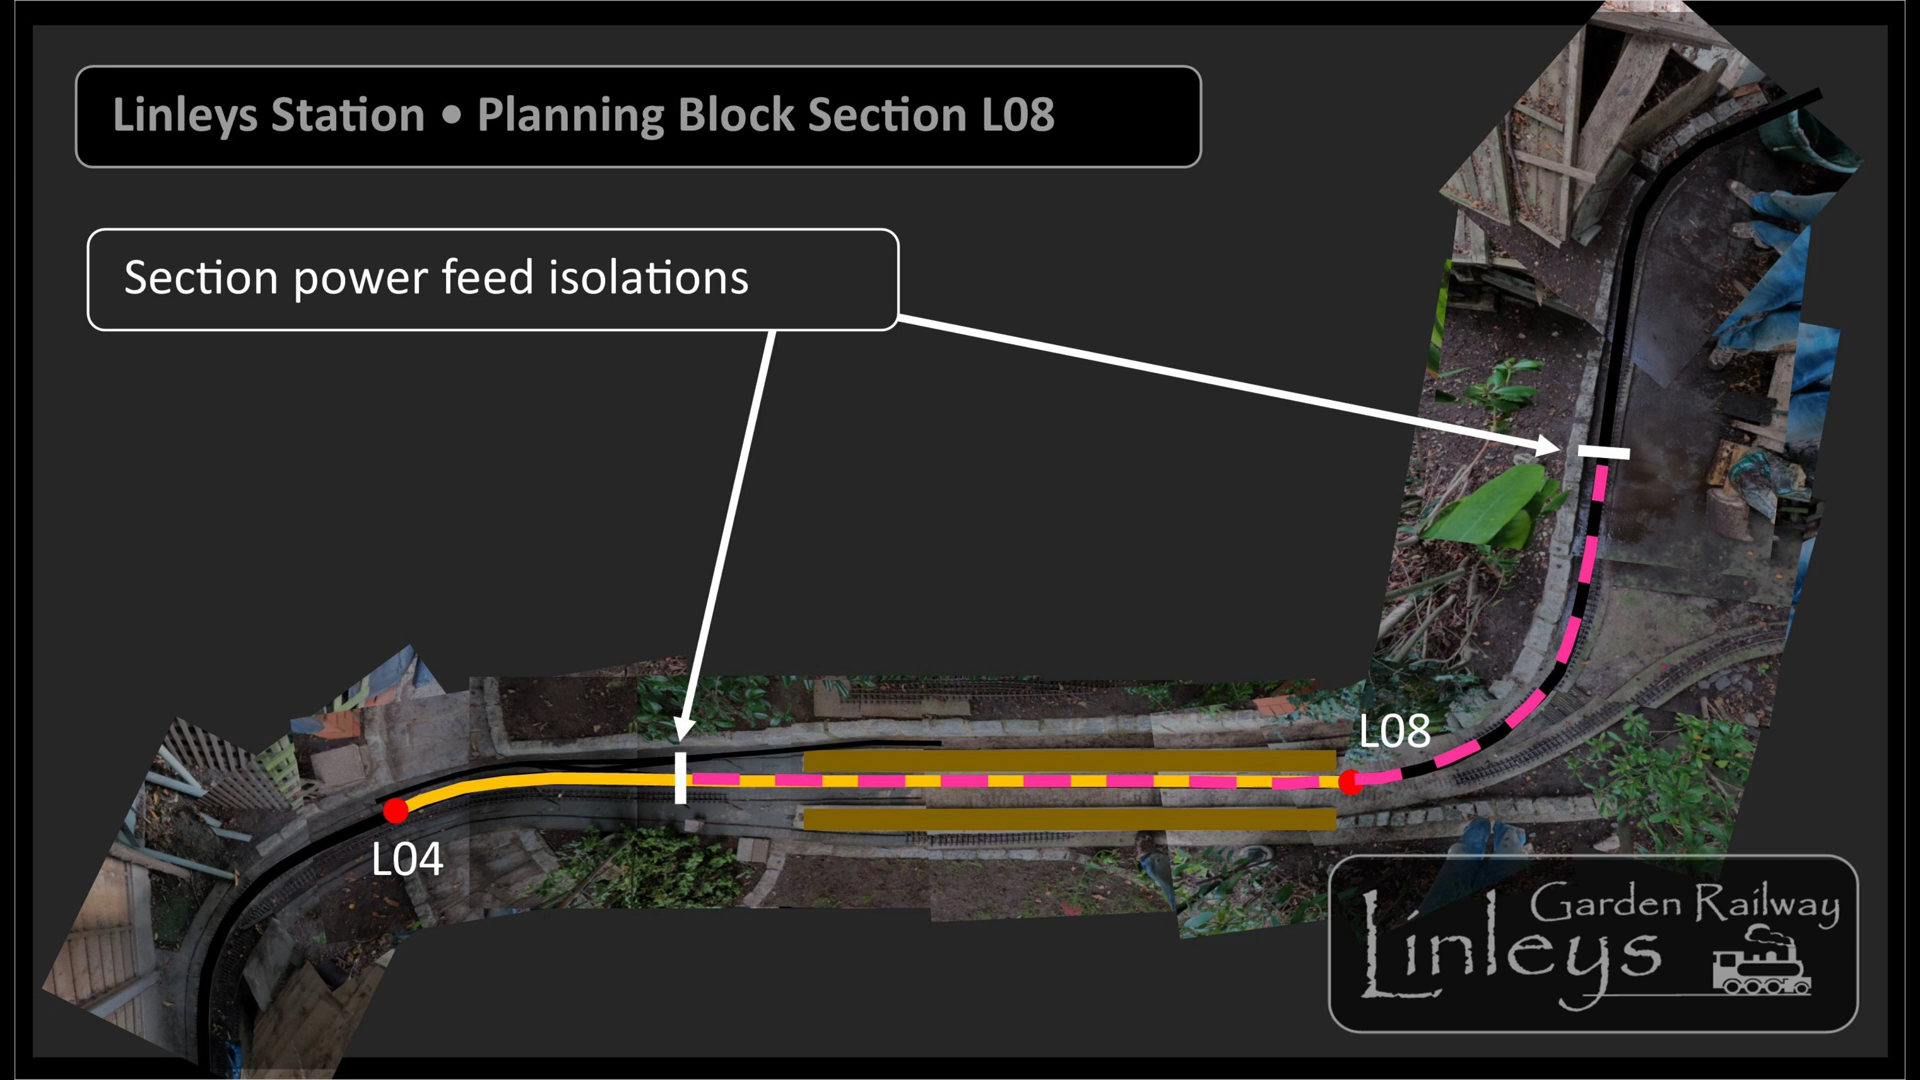 Linleys Station • Planning Block Section L08
Section power feed isolations
L08
L04
Garden Railway
Linleys